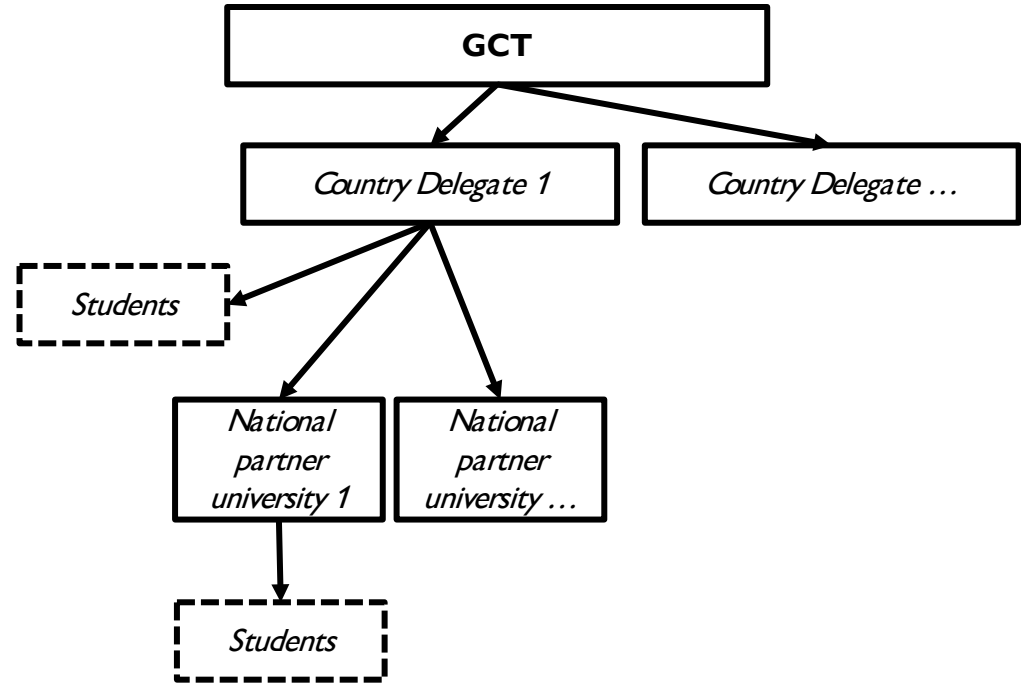 GCT
Country Delegate 1
Country Delegate …
Students
National
partner
university 1
National
partner
university …
Students